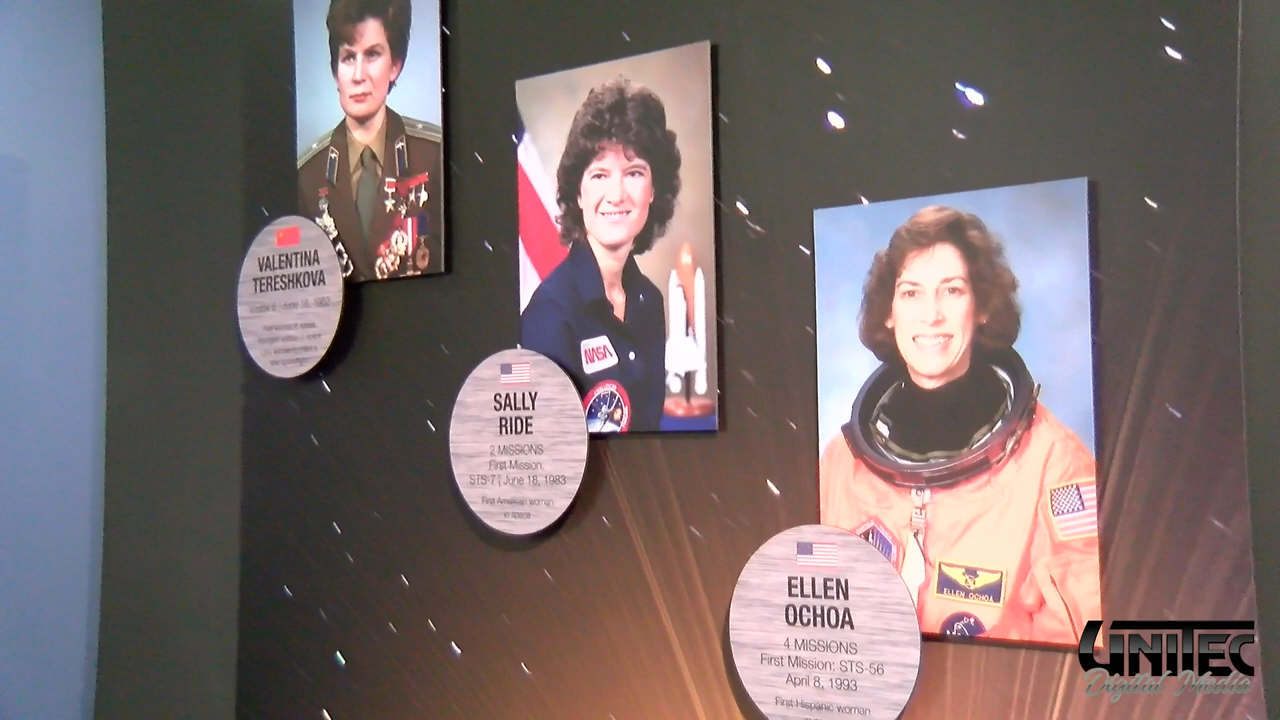 VALENTINA
TERESHKOVA
NASA
SALLY
RIDE
2 MISSIONS
First Mission:
STS-7 | June 18, 1983
First American woman
in space
ELLEN OCHOA
ELLEN
OCHOA
4 MISSIONS
First Mission: STS-56
April 8, 1993
First Hispanic woman
UNITEC
Digital Media